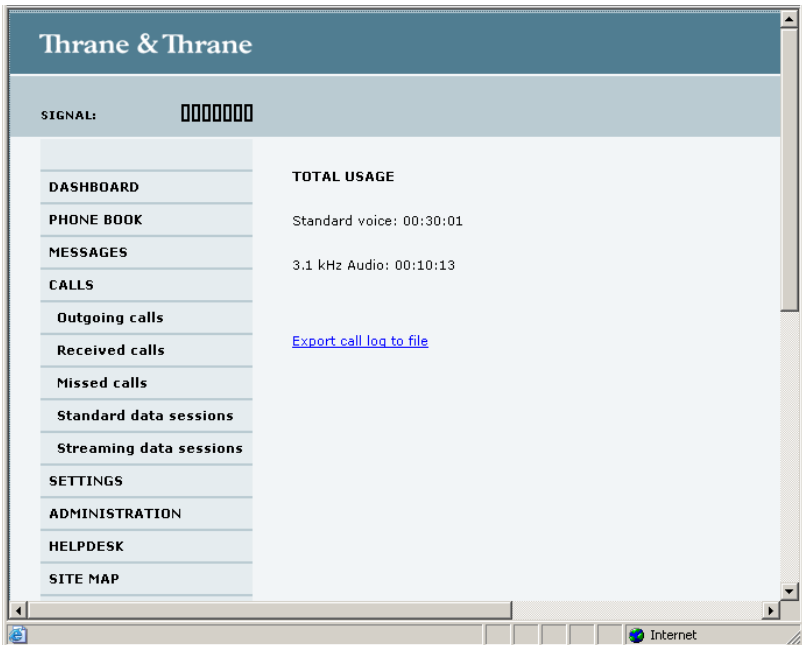 Thrane & Thrane
SIGNAL:
DASHBOARD
PHONE BOOK
MESSAGES
CALLS
Outgoing calls
Received calls
Missed calls
Standard data sessions
Streaming data sessions
SETTINGS
ADMINISTRATION
HELPDESK
SITE MAP
TOTAL USAGE
Standard voice: 00:30:01
3.1 kHz Audio: 00:10:13
Export call log to file
Internet